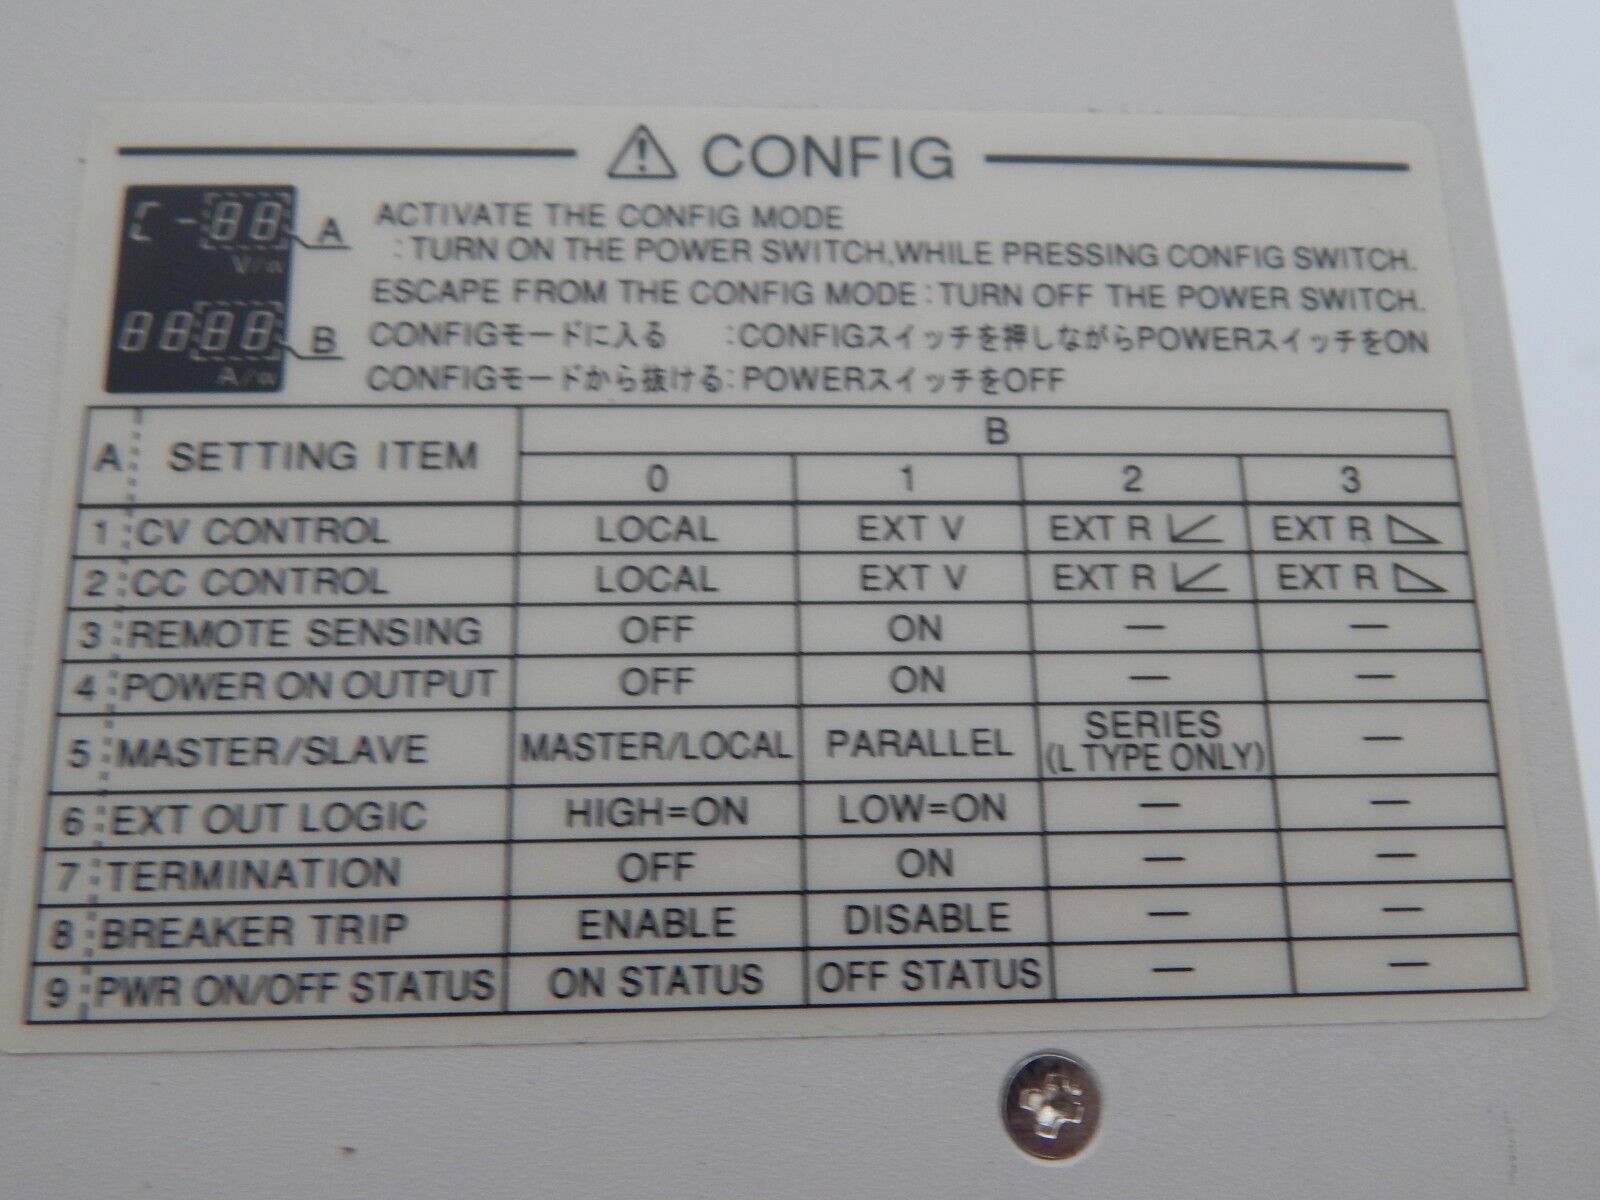 ⚠ CONFIG
C-88 A
V/α
8888 B
A/α
ACTIVATE THE CONFIG MODE
:TURN ON THE POWER SWITCH,WHILE PRESSING CONFIG SWITCH.
ESCAPE FROM THE CONFIG MODE:TURN OFF THE POWER SWITCH.
CONFIGモードに入る :CONFIGスイッチを押しながらPOWERスイッチをON
CONFIGモードから抜ける:POWERスイッチをOFF
A SETTING ITEM B
0 1 2 3
1 CV CONTROL LOCAL EXT V EXT R EXT R
2 CC CONTROL LOCAL EXT V EXT R EXT R
3 REMOTE SENSING OFF ON — —
4 POWER ON OUTPUT OFF ON — —
5 MASTER/SLAVE MASTER/LOCAL PARALLEL SERIES (L TYPE ONLY) —
6 EXT OUT LOGIC HIGH=ON LOW=ON — —
7 TERMINATION OFF ON — —
8 BREAKER TRIP ENABLE DISABLE — —
9 PWR ON/OFF STATUS ON STATUS OFF STATUS — —